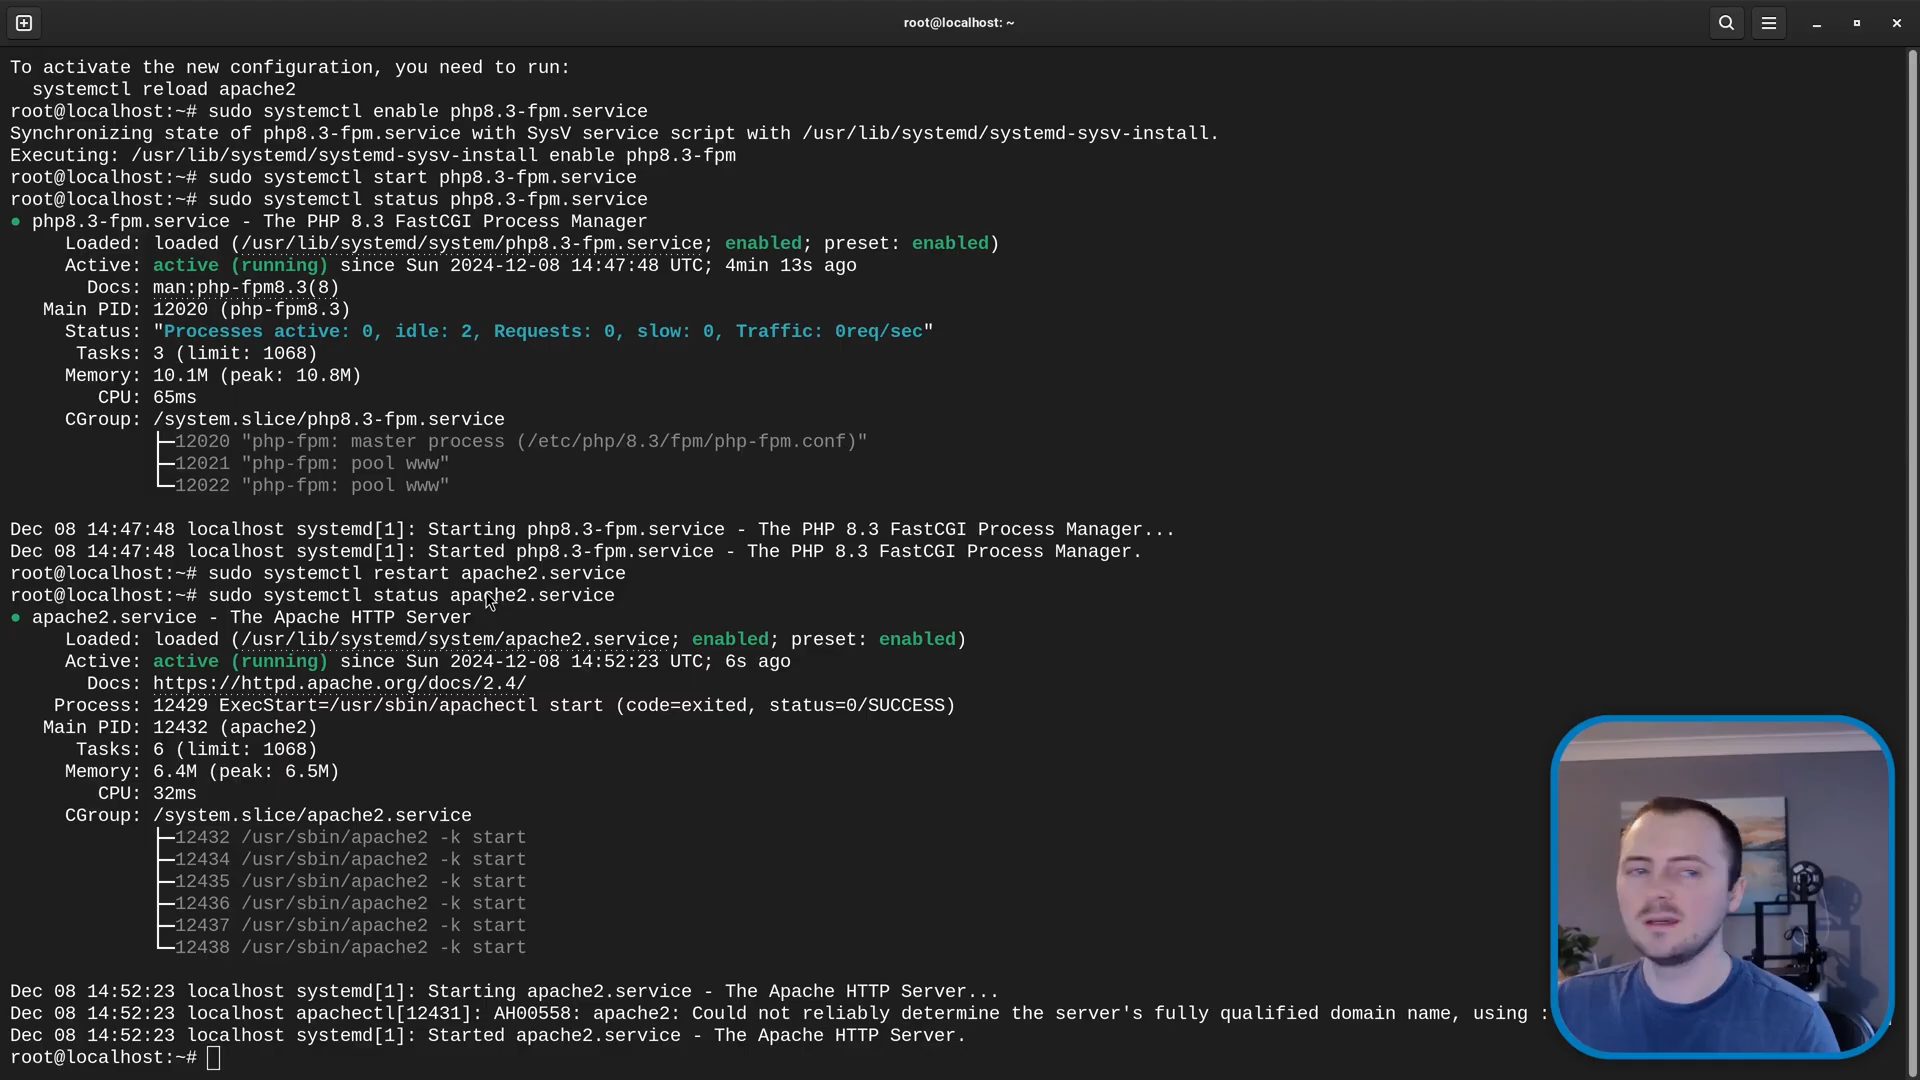 root@localhost: ~
To activate the new configuration, you need to run:
  systemctl reload apache2
root@localhost:~# sudo systemctl enable php8.3-fpm.service
Synchronizing state of php8.3-fpm.service with SysV service script with /usr/lib/systemd/systemd-sysv-install.
Executing: /usr/lib/systemd/systemd-sysv-install enable php8.3-fpm
root@localhost:~# sudo systemctl start php8.3-fpm.service
root@localhost:~# sudo systemctl status php8.3-fpm.service
● php8.3-fpm.service - The PHP 8.3 FastCGI Process Manager
     Loaded: loaded (/usr/lib/systemd/system/php8.3-fpm.service; enabled; preset: enabled)
     Active: active (running) since Sun 2024-12-08 14:47:48 UTC; 4min 13s ago
       Docs: man:php-fpm8.3(8)
   Main PID: 12020 (php-fpm8.3)
     Status: "Processes active: 0, idle: 2, Requests: 0, slow: 0, Traffic: 0req/sec"
      Tasks: 3 (limit: 1068)
     Memory: 10.1M (peak: 10.8M)
        CPU: 65ms
     CGroup: /system.slice/php8.3-fpm.service
             ├─12020 "php-fpm: master process (/etc/php/8.3/fpm/php-fpm.conf)"
             ├─12021 "php-fpm: pool www"
             └─12022 "php-fpm: pool www"
Dec 08 14:47:48 localhost systemd[1]: Starting php8.3-fpm.service - The PHP 8.3 FastCGI Process Manager...
Dec 08 14:47:48 localhost systemd[1]: Started php8.3-fpm.service - The PHP 8.3 FastCGI Process Manager.
root@localhost:~# sudo systemctl restart apache2.service
root@localhost:~# sudo systemctl status apache2.service
● apache2.service - The Apache HTTP Server
     Loaded: loaded (/usr/lib/systemd/system/apache2.service; enabled; preset: enabled)
     Active: active (running) since Sun 2024-12-08 14:52:23 UTC; 6s ago
       Docs: https://httpd.apache.org/docs/2.4/
    Process: 12429 ExecStart=/usr/sbin/apachectl start (code=exited, status=0/SUCCESS)
   Main PID: 12432 (apache2)
      Tasks: 6 (limit: 1068)
     Memory: 6.4M (peak: 6.5M)
        CPU: 32ms
     CGroup: /system.slice/apache2.service
             ├─12432 /usr/sbin/apache2 -k start
             ├─12434 /usr/sbin/apache2 -k start
             ├─12435 /usr/sbin/apache2 -k start
             ├─12436 /usr/sbin/apache2 -k start
             ├─12437 /usr/sbin/apache2 -k start
             └─12438 /usr/sbin/apache2 -k start
Dec 08 14:52:23 localhost systemd[1]: Starting apache2.service - The Apache HTTP Server...
Dec 08 14:52:23 localhost apachectl[12431]: AH00558: apache2: Could not reliably determine the server's fully qualified domain name, using :
Dec 08 14:52:23 localhost systemd[1]: Started apache2.service - The Apache HTTP Server.
root@localhost:~#